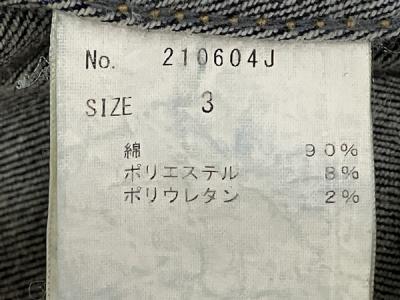 No. 210604J
SIZE 3
綿 90%
ポリエステル 8%
ポリウレタン 2%